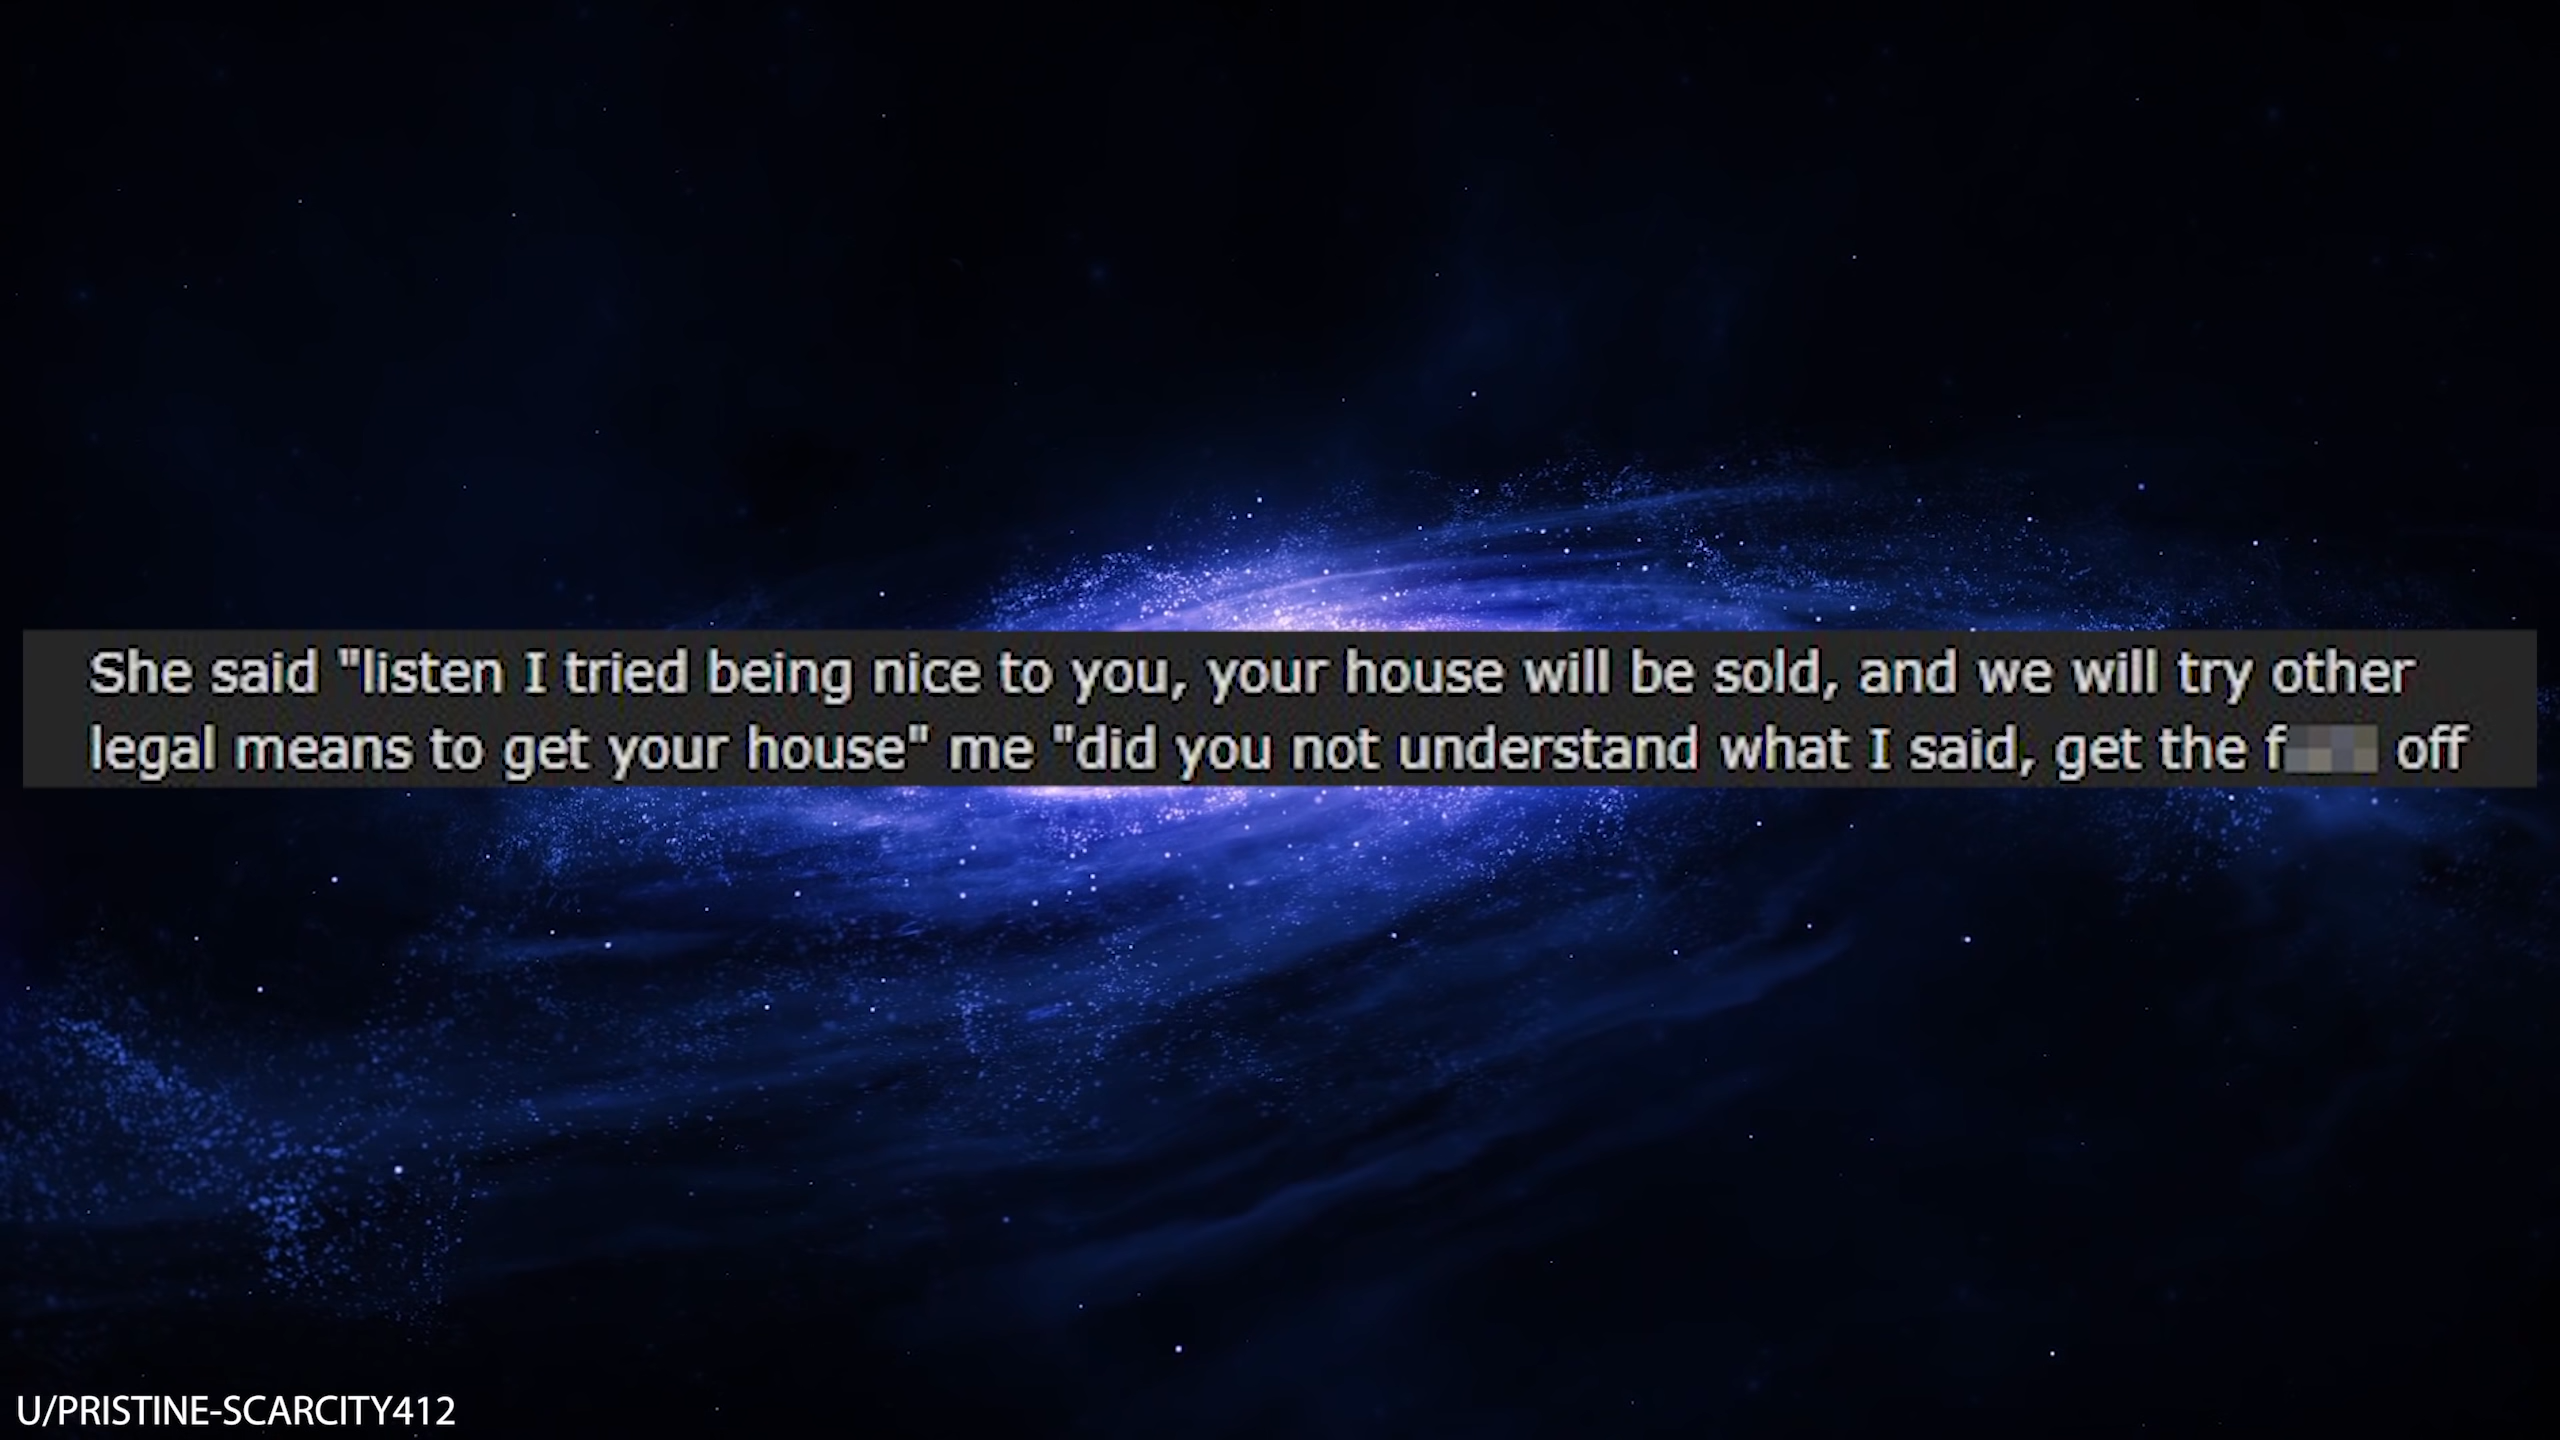 She said "listen I tried being nice to you, your house will be sold, and we will try other
legal means to get your house" me "did you not understand what I said, get the f off
U/PRISTINE-SCARCITY412